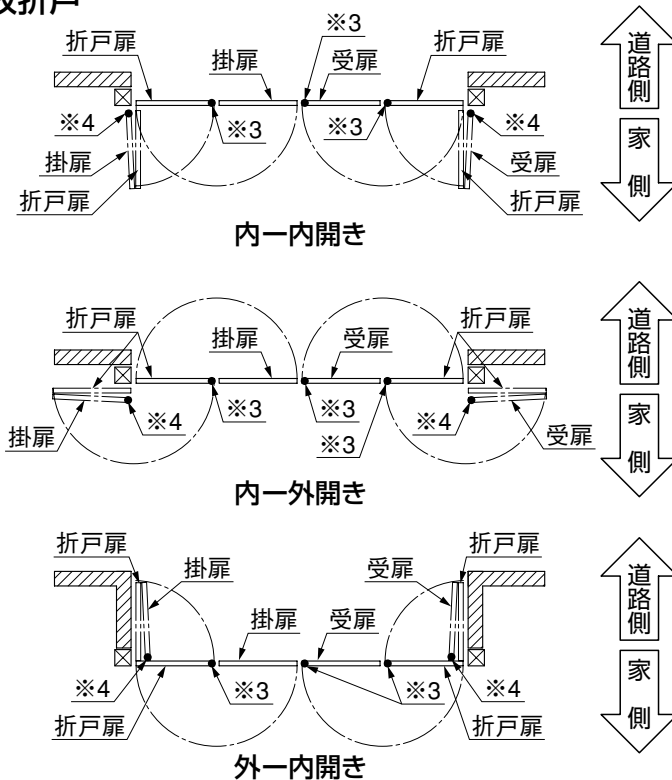 折戸
※3
折戸扉 掛扉 受扉 折戸扉
※4 ※3 ※3 ※4
掛扉 受扉
折戸扉 折戸扉
内ー内開き
道路側
家側
折戸扉 掛扉 受扉 折戸扉
※4 ※3 ※3 ※4
掛扉 ※3 受扉
内ー外開き
道路側
家側
折戸扉 折戸扉
掛扉 受扉
掛扉 受扉
※4 ※3 ※3 ※4
折戸扉 折戸扉
外ー内開き
道路側
家側